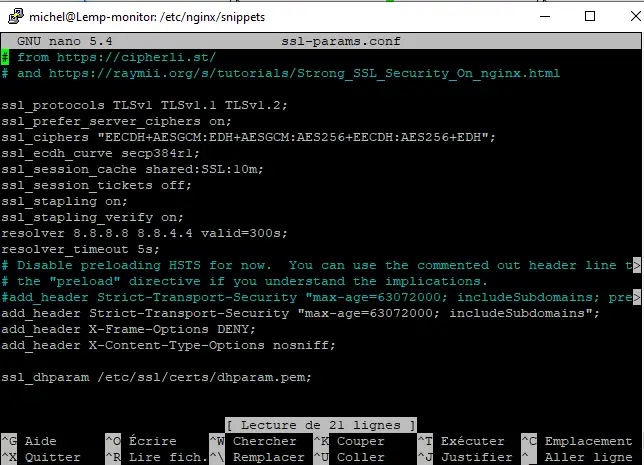 michel@Lemp-monitor: /etc/nginx/snippets
GNU nano 5.4 ssl-params.conf
# from https://cipherli.st/
# and https://raymii.org/s/tutorials/Strong_SSL_Security_On_nginx.html
ssl_protocols TLSv1 TLSv1.1 TLSv1.2;
ssl_prefer_server_ciphers on;
ssl_ciphers "EECDH+AESGCM:EDH+AESGCM:AES256+EECDH:AES256+EDH";
ssl_ecdh_curve secp384r1;
ssl_session_cache shared:SSL:10m;
ssl_session_tickets off;
ssl_stapling on;
ssl_stapling_verify on;
resolver 8.8.8.8 8.8.4.4 valid=300s;
resolver_timeout 5s;
# Disable preloading HSTS for now.  You can use the commented out header line t>
# the "preload" directive if you understand the implications.
#add_header Strict-Transport-Security "max-age=63072000; includeSubdomains; pre>
add_header Strict-Transport-Security "max-age=63072000; includeSubdomains";
add_header X-Frame-Options DENY;
add_header X-Content-Type-Options nosniff;
ssl_dhparam /etc/ssl/certs/dhparam.pem;
[ Lecture de 21 lignes ]
^G Aide ^O Écrire ^W Chercher ^K Couper ^T Exécuter ^C Emplacement
^X Quitter ^R Lire fich. ^\ Remplacer ^U Coller ^J Justifier ^_ Aller ligne